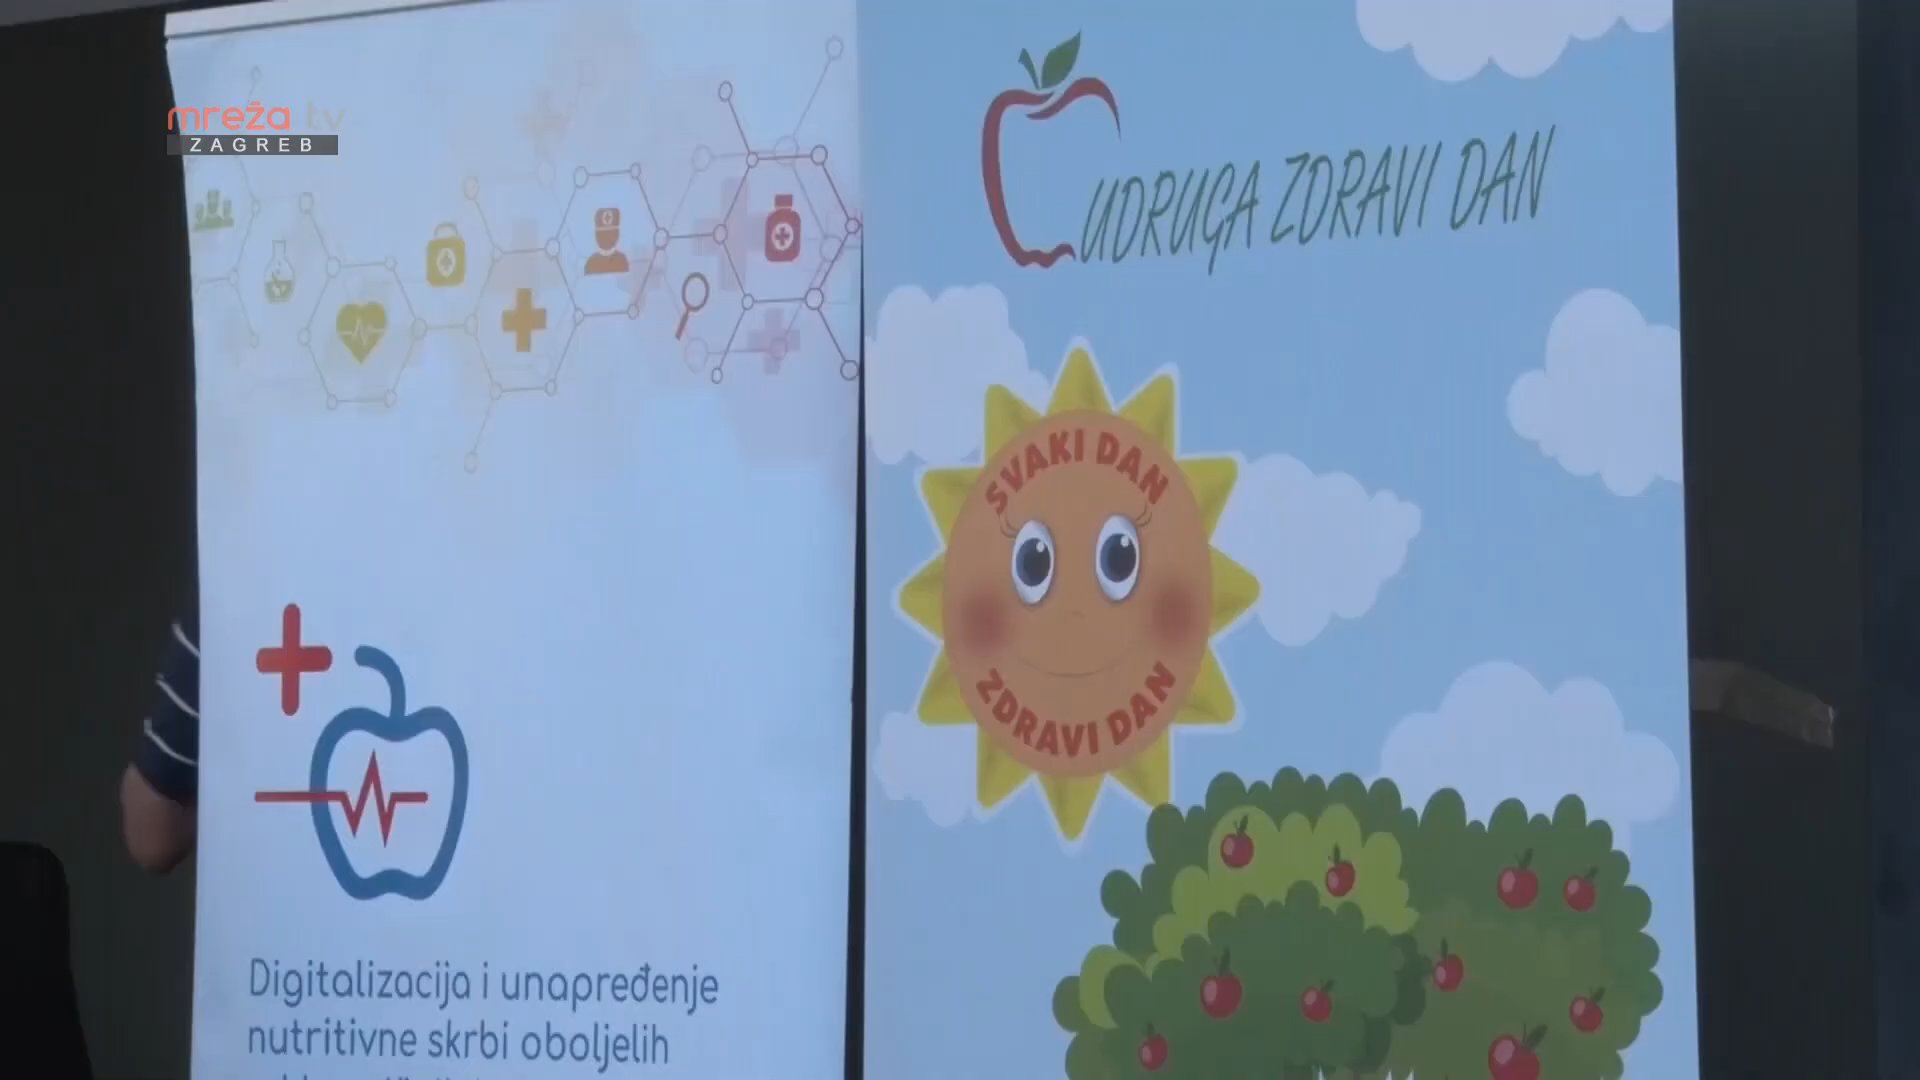 mreža tv
ZAGREB
UDRUGA ZDRAVI DAN
SVAKI DAN
ZDRAVI DAN
Digitalizacija i unapređenje
nutritivne skrbi oboljelih